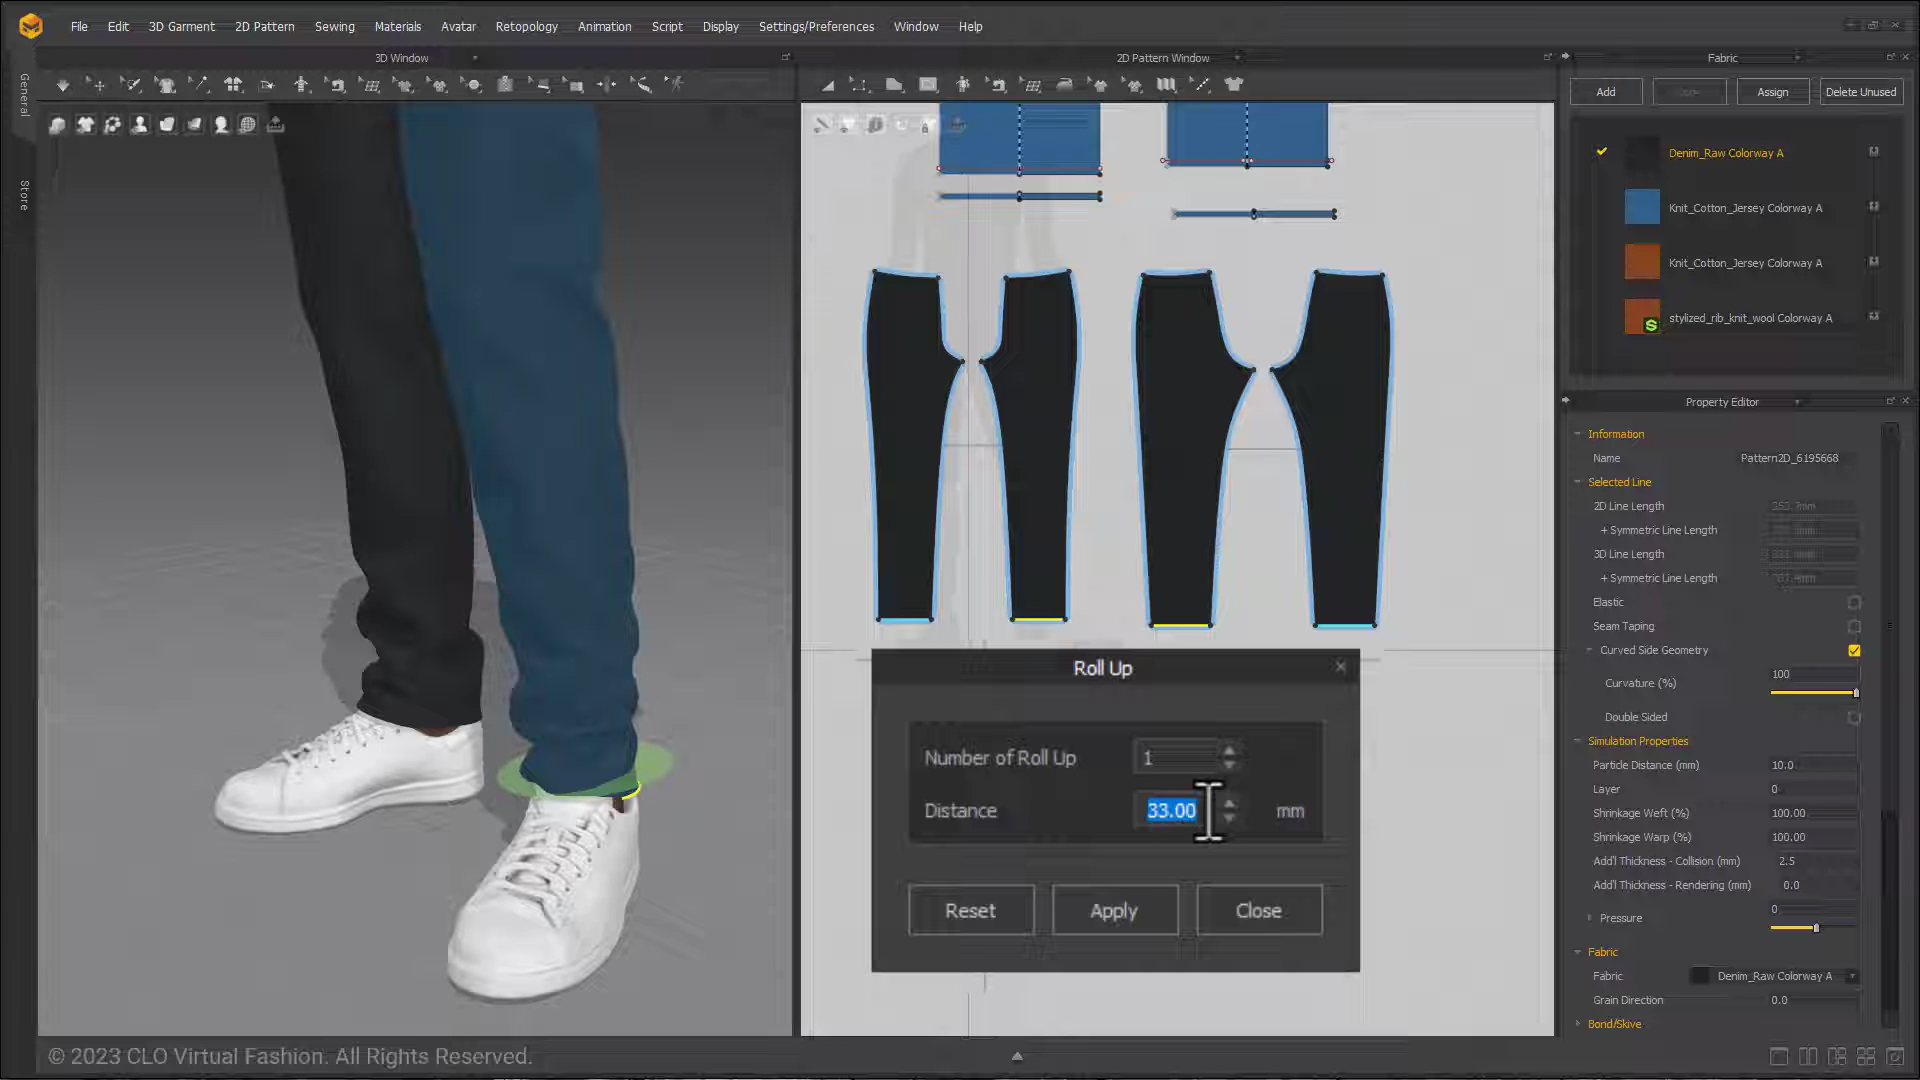 File Edit 3D Garment 2D Pattern Sewing Materials Avatar Retopology Animation Script Display Settings/Preferences Window Help
3D Window
2D Pattern Window
Fabric
General
Store
Add
Assign
Delete Unused
Denim_Raw Colorway A
Knit_Cotton_Jersey Colorway A
Knit_Cotton_Jersey Colorway A
stylized_rib_knit_wool Colorway A
Property Editor
Information
Name Pattern2D_6195668
Selected Line
2D Line Length
+ Symmetric Line Length
3D Line Length
+ Symmetric Line Length
Elastic
Seam Taping
Curved Side Geometry
Curvature (%) 100
Double Sided
Simulation Properties
Particle Distance (mm) 10.0
Layer 0
Shrinkage Weft (%) 100.00
Shrinkage Warp (%) 100.00
Add'l Thickness - Collision (mm) 2.5
Add'l Thickness - Rendering (mm) 0.0
Pressure 0
Fabric
Fabric Denim_Raw Colorway A
Grain Direction 0.0
Bond/Skive
Roll Up
Number of Roll Up 1
Distance 33.00 mm
Reset Apply Close
© 2023 CLO Virtual Fashion. All Rights Reserved.